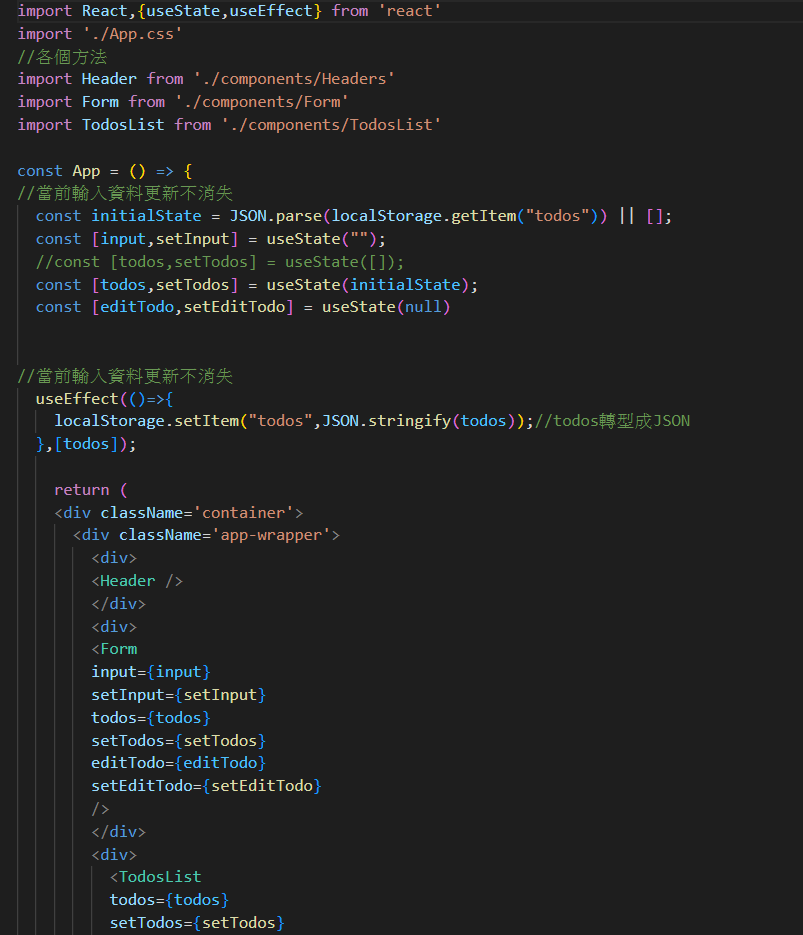 import React,{useState,useEffect} from 'react'
import './App.css'
//各個方法
import Header from './components/Headers'
import Form from './components/Form'
import TodosList from './components/TodosList'
const App = () => {
//當前輸入資料更新不消失
const initialState = JSON.parse(localStorage.getItem("todos")) || [];
const [input,setInput] = useState("");
//const [todos,setTodos] = useState([]);
const [todos,setTodos] = useState(initialState);
const [editTodo,setEditTodo] = useState(null)
//當前輸入資料更新不消失
useEffect(()=>{
localStorage.setItem("todos",JSON.stringify(todos));//todos轉型成JSON
},[todos]);
return (
<div className='container'>
<div className='app-wrapper'>
<div>
<Header />
</div>
<div>
<Form
input={input}
setInput={setInput}
todos={todos}
setTodos={setTodos}
editTodo={editTodo}
setEditTodo={setEditTodo}
/>
</div>
<div>
<TodosList
todos={todos}
setTodos={setTodos}